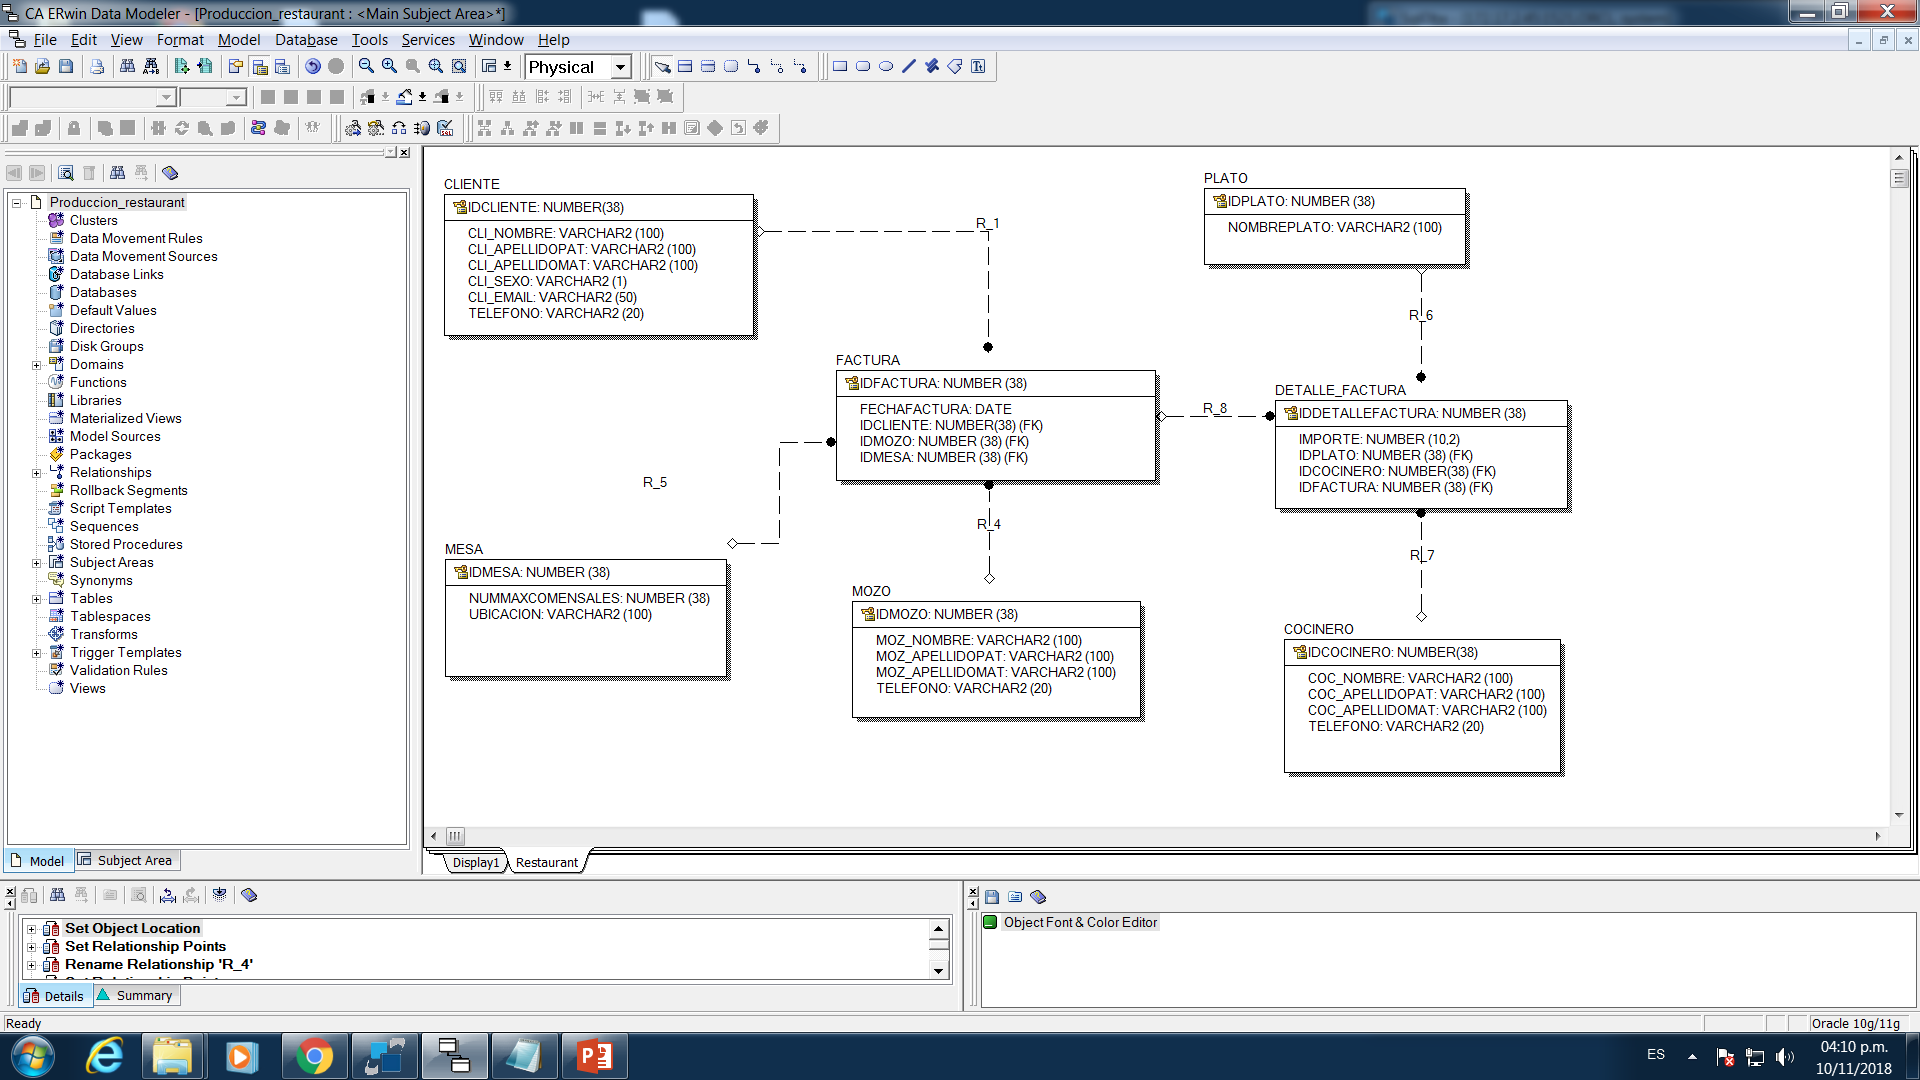 CA ERwin Data Modeler - [Produccion_restaurant : <Main Subject Area>*]
File Edit View Format Model Database Tools Services Window Help
Physical
Produccion_restaurant
Clusters
Data Movement Rules
Data Movement Sources
Database Links
Databases
Default Values
Directories
Disk Groups
Domains
Functions
Libraries
Materialized Views
Model Sources
Packages
Relationships
Rollback Segments
Script Templates
Sequences
Stored Procedures
Subject Areas
Synonyms
Tables
Tablespaces
Transforms
Trigger Templates
Validation Rules
Views
Model Subject Area
CLIENTE
IDCLIENTE: NUMBER(38)
CLI_NOMBRE: VARCHAR2 (100)
CLI_APELLIDOPAT: VARCHAR2 (100)
CLI_APELLIDOMAT: VARCHAR2 (100)
CLI_SEXO: VARCHAR2 (1)
CLI_EMAIL: VARCHAR2 (50)
TELEFONO: VARCHAR2 (20)
R_1
PLATO
IDPLATO: NUMBER (38)
NOMBREPLATO: VARCHAR2 (100)
R_6
FACTURA
IDFACTURA: NUMBER (38)
FECHAFACTURA: DATE
IDCLIENTE: NUMBER(38) (FK)
IDMOZO: NUMBER (38) (FK)
IDMESA: NUMBER (38) (FK)
R_8
DETALLE_FACTURA
IDDETALLEFACTURA: NUMBER (38)
IMPORTE: NUMBER (10,2)
IDPLATO: NUMBER (38) (FK)
IDCOCINERO: NUMBER(38) (FK)
IDFACTURA: NUMBER (38) (FK)
R_5
R_4
R_7
MESA
IDMESA: NUMBER (38)
NUMMAXCOMENSALES: NUMBER (38)
UBICACION: VARCHAR2 (100)
MOZO
IDMOZO: NUMBER (38)
MOZ_NOMBRE: VARCHAR2 (100)
MOZ_APELLIDOPAT: VARCHAR2 (100)
MOZ_APELLIDOMAT: VARCHAR2 (100)
TELEFONO: VARCHAR2 (20)
COCINERO
IDCOCINERO: NUMBER(38)
COC_NOMBRE: VARCHAR2 (100)
COC_APELLIDOPAT: VARCHAR2 (100)
COC_APELLIDOMAT: VARCHAR2 (100)
TELEFONO: VARCHAR2 (20)
Display1 Restaurant
Set Object Location
Set Relationship Points
Rename Relationship 'R_4'
Details Summary
Object Font & Color Editor
Ready
Oracle 10g/11g
ES
04:10 p.m.
10/11/2018